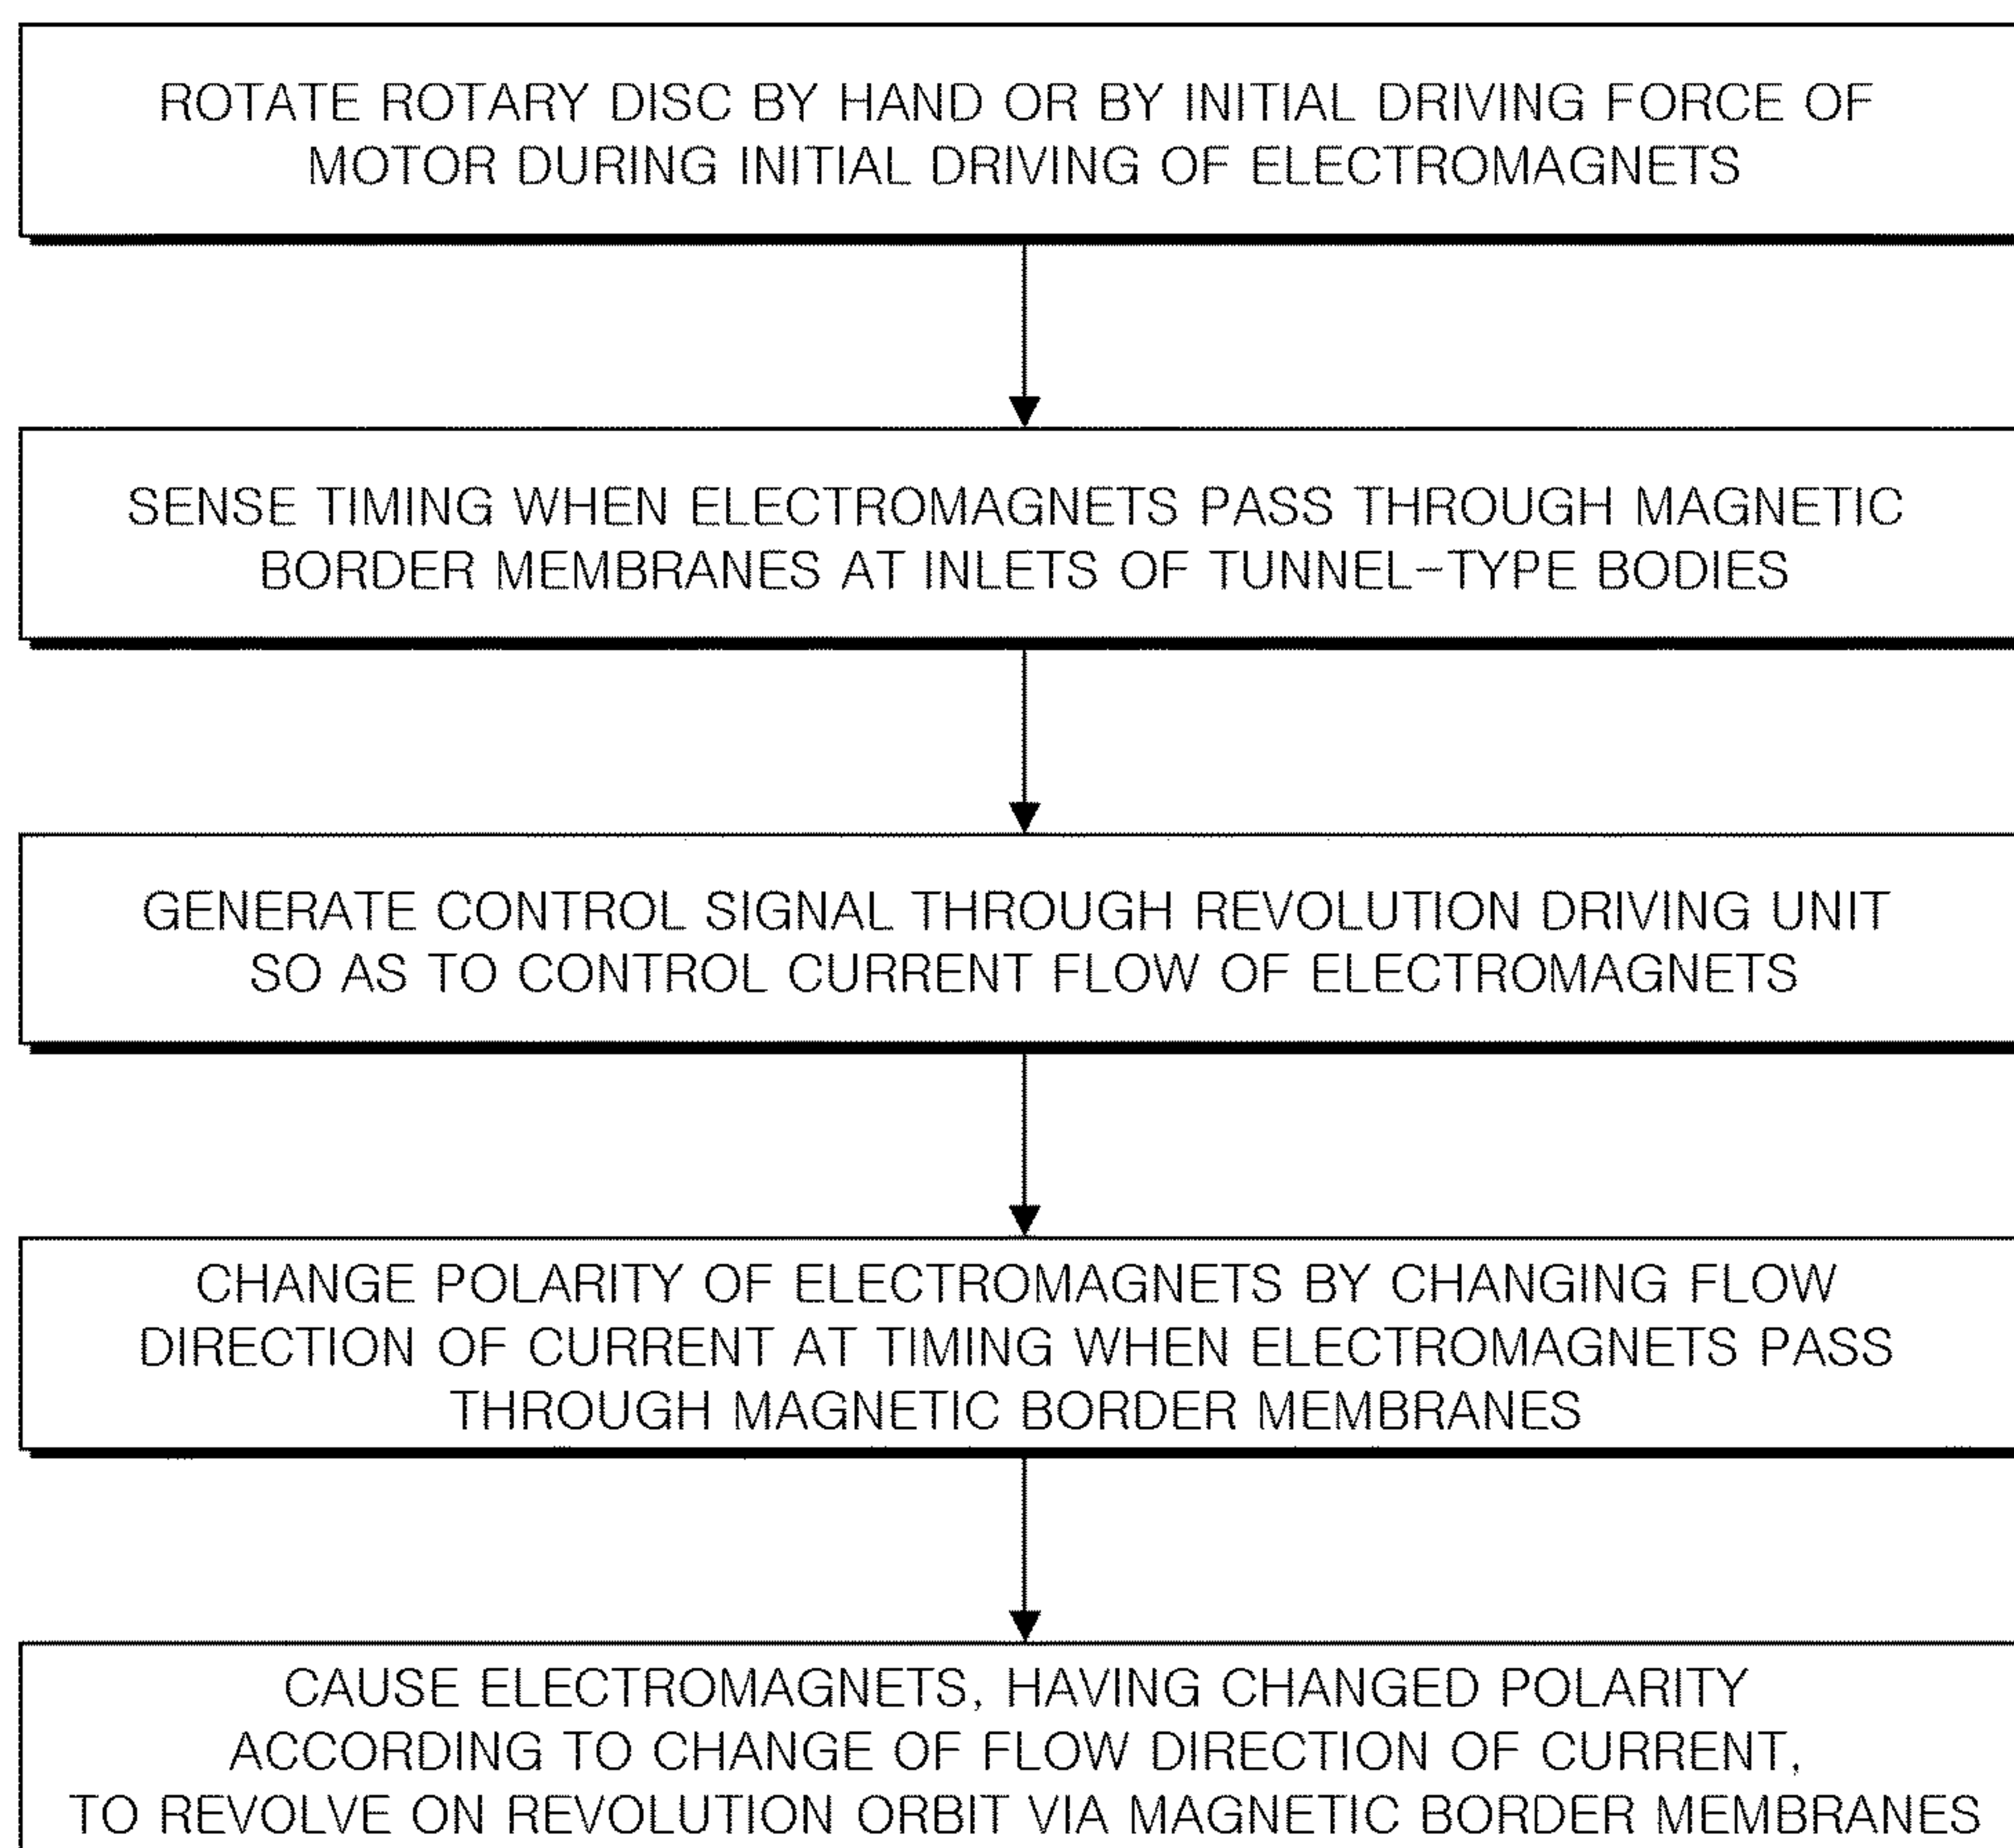 ROTATE ROTARY DISC BY HAND OR BY INITIAL DRIVING FORCE OF
MOTOR DURING INITIAL DRIVING OF ELECTROMAGNETS
SENSE TIMING WHEN ELECTROMAGNETS PASS THROUGH MAGNETIC
BORDER MEMBRANES AT INLETS OF TUNNEL-TYPE BODIES
GENERATE CONTROL SIGNAL THROUGH REVOLUTION DRIVING UNIT
SO AS TO CONTROL CURRENT FLOW OF ELECTROMAGNETS
CHANGE POLARITY OF ELECTROMAGNETS BY CHANGING FLOW
DIRECTION OF CURRENT AT TIMING WHEN ELECTROMAGNETS PASS
THROUGH MAGNETIC BORDER MEMBRANES
CAUSE ELECTROMAGNETS, HAVING CHANGED POLARITY
ACCORDING TO CHANGE OF FLOW DIRECTION OF CURRENT,
TO REVOLVE ON REVOLUTION ORBIT VIA MAGNETIC BORDER MEMBRANES